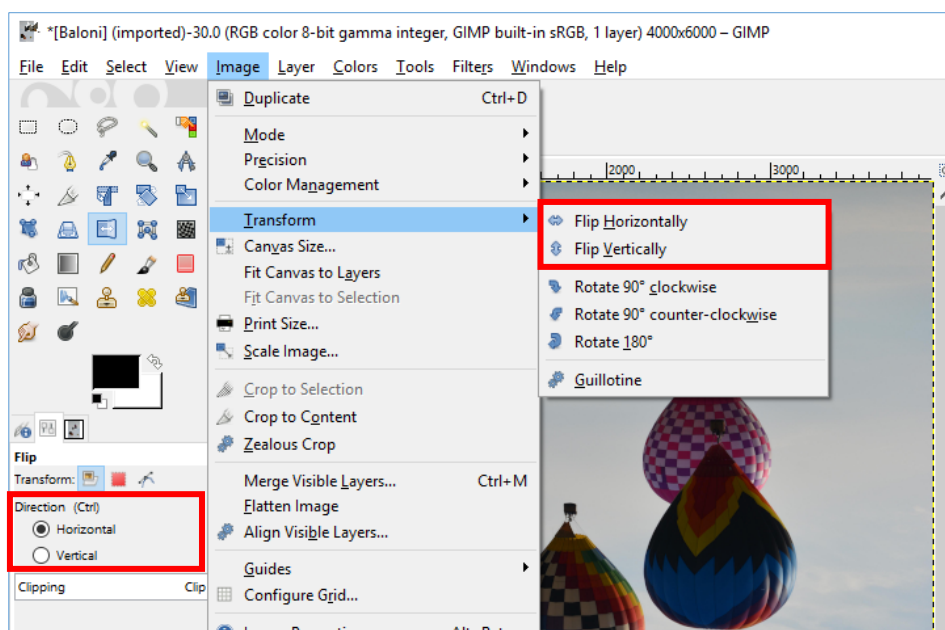 *[Baloni] (imported)-30.0 (RGB color 8-bit gamma integer, GIMP built-in sRGB, 1 layer) 4000x6000 – GIMP
File Edit Select View Image Layer Colors Tools Filters Windows Help
Duplicate Ctrl+D
Mode
Precision
Color Management
Transform
Canvas Size...
Fit Canvas to Layers
Fit Canvas to Selection
Print Size...
Scale Image...
Crop to Selection
Crop to Content
Zealous Crop
Merge Visible Layers... Ctrl+M
Flatten Image
Align Visible Layers...
Guides
Configure Grid...
2000 3000
Flip Horizontally
Flip Vertically
Rotate 90° clockwise
Rotate 90° counter-clockwise
Rotate 180°
Guillotine
Flip
Transform:
Direction (Ctrl)
Horizontal
Vertical
Clipping Clip